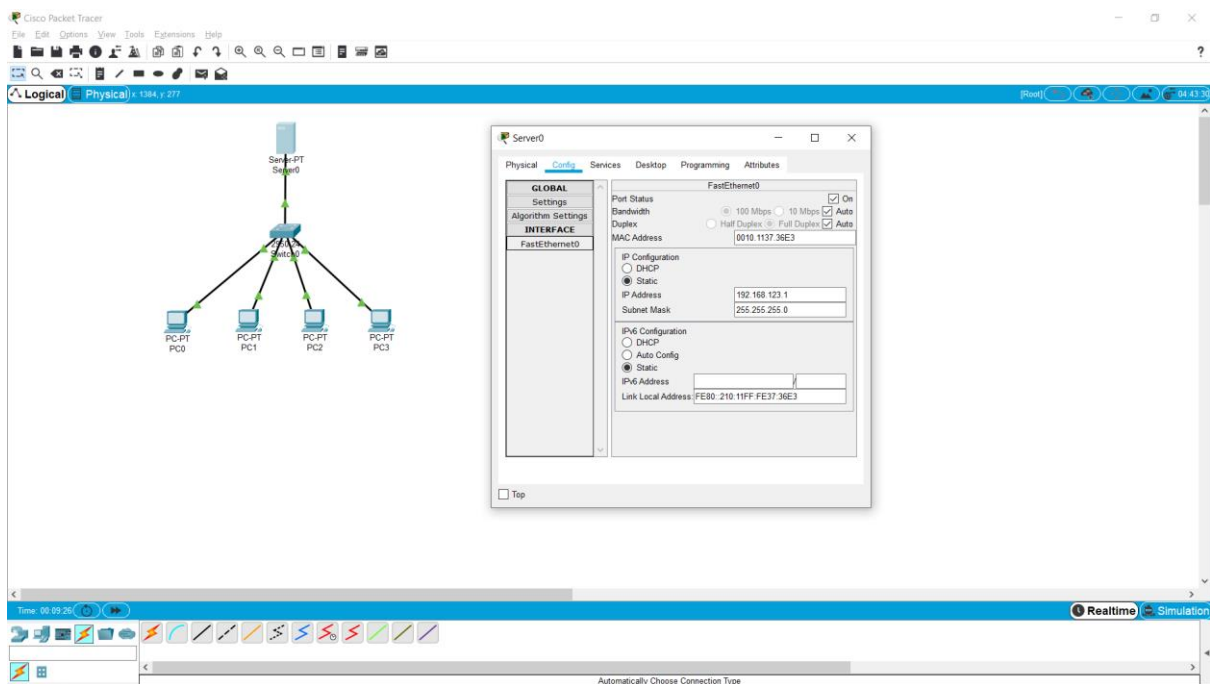 Cisco Packet Tracer
File Edit Options View Tools Extensions Help
?
Logical Physical x: 1384, y: 277 [Root] 04:43:30
Server-PT
Server0
2950-24
Switch0
PC-PT
PC0
PC-PT
PC1
PC-PT
PC2
PC-PT
PC3
Server0
Physical Config Services Desktop Programming Attributes
GLOBAL
Settings
Algorithm Settings
INTERFACE
FastEthernet0
FastEthernet0
Port Status On
Bandwidth 100 Mbps 10 Mbps Auto
Duplex Half Duplex Full Duplex Auto
MAC Address 0010.1137.36E3
IP Configuration
DHCP
Static
IP Address 192.168.123.1
Subnet Mask 255.255.255.0
IPv6 Configuration
DHCP
Auto Config
Static
IPv6 Address /
Link Local Address: FE80::210:11FF:FE37:36E3
Top
Time: 00:09:26 Realtime Simulation
Automatically Choose Connection Type